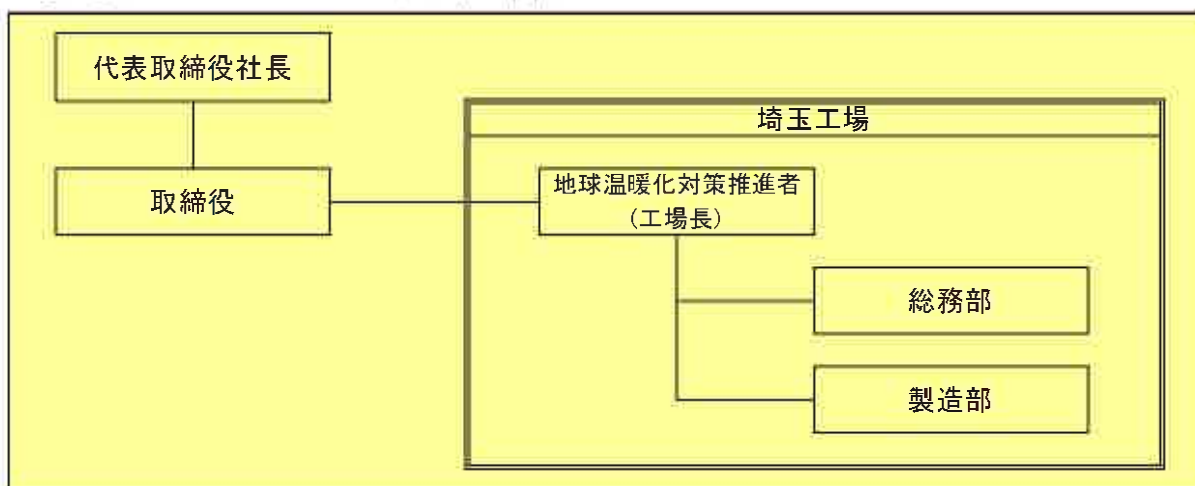 代表取締役社長
取締役
埼玉工場
地球温暖化対策推進者
(工場長)
総務部
製造部